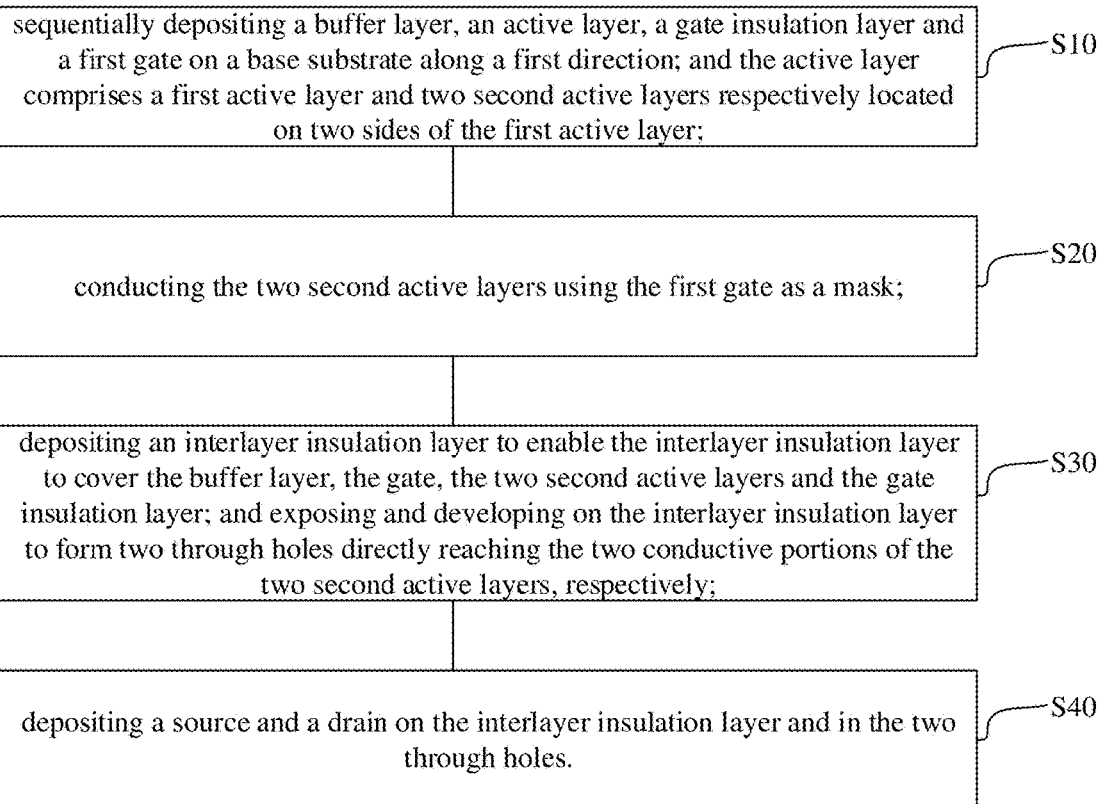 sequentially depositing a buffer layer, an active layer, a gate insulation layer and
a first gate on a base substrate along a first direction; and the active layer
comprises a first active layer and two second active layers respectively located
on two sides of the first active layer;
S10
conducting the two second active layers using the first gate as a mask;
S20
depositing an interlayer insulation layer to enable the interlayer insulation layer
to cover the buffer layer, the gate, the two second active layers and the gate
insulation layer; and exposing and developing on the interlayer insulation layer
to form two through holes directly reaching the two conductive portions of the
two second active layers, respectively;
S30
depositing a source and a drain on the interlayer insulation layer and in the two
through holes.
S40